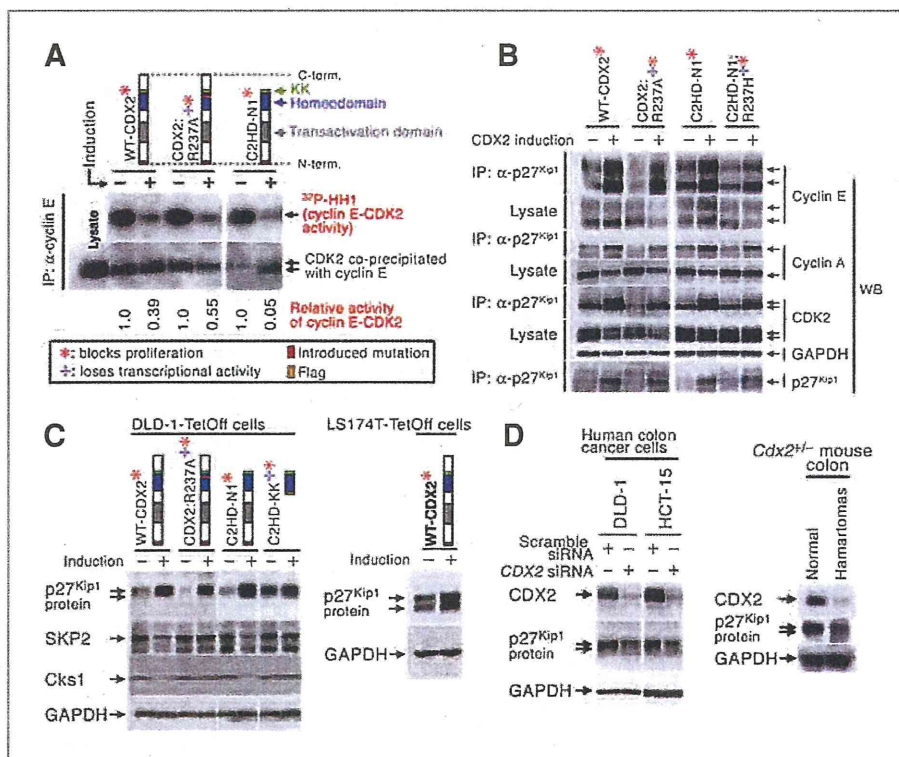 A
C-term.
KK
Homeodomain
Transactivation domain
N-term.
Induction
WT-CDX2*
CDX2:
R237A
C2HD-N1*
- + - + - +
Lysate
IP: α-cyclin E
32P-HH1
(cyclin E-CDK2
activity)
CDK2 co-precipitated
with cyclin E
1.0 0.39 1.0 0.55 1.0 0.05
Relative activity
of cyclin E-CDK2
*: blocks proliferation
+: loses transcriptional activity
Introduced mutation
Flag
B
WT-CDX2*
CDX2:
R237A
C2HD-N1*
C2HD-N1:
R237H
CDX2 induction
- + - + - + - +
IP: α-p27Kip1
Cyclin E
Lysate
IP: α-p27Kip1
Cyclin A
Lysate
IP: α-p27Kip1
CDK2
Lysate
GAPDH
IP: α-p27Kip1
p27Kip1
WB
C
DLD-1-TetOff cells
WT-CDX2*
CDX2:R237A
C2HD-N1*
C2HD-KK
Induction - + - + - + - +
p27Kip1
protein
SKP2
Cks1
GAPDH
LS174T-TetOff cells
WT-CDX2*
Induction - +
p27Kip1
protein
GAPDH
D
Human colon
cancer cells
DLD-1
HCT-15
Scramble
siRNA + - + -
CDX2 siRNA - + - +
CDX2
p27Kip1
protein
GAPDH
Cdx2+/- mouse
colon
Normal
Hamartomas
CDX2
p27Kip1
protein
GAPDH